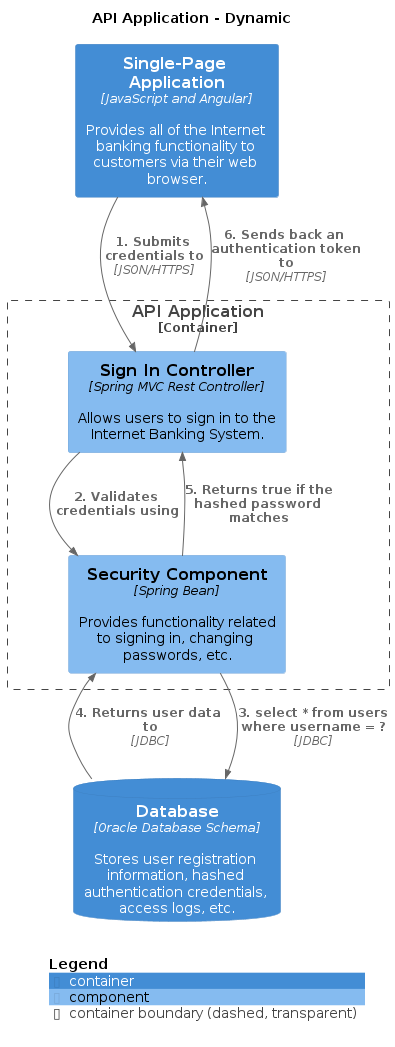 API Application - Dynamic
Single-Page
Application
[JavaScript and Angular]
Provides all of the Internet
banking functionality to
customers via their web
browser.
1. Submits
credentials to
[JSON/HTTPS]
6. Sends back an
authentication token
to
[JSON/HTTPS]
API Application
[Container]
Sign In Controller
[Spring MVC Rest Controller]
Allows users to sign in to the
Internet Banking System.
2. Validates
credentials using
5. Returns true if the
hashed password
matches
Security Component
[Spring Bean]
Provides functionality related
to signing in, changing
passwords, etc.
4. Returns user data
to
[JDBC]
3. select * from users
where username = ?
[JDBC]
Database
[Oracle Database Schema]
Stores user registration
information, hashed
authentication credentials,
access logs, etc.
Legend
container
component
container boundary (dashed, transparent)